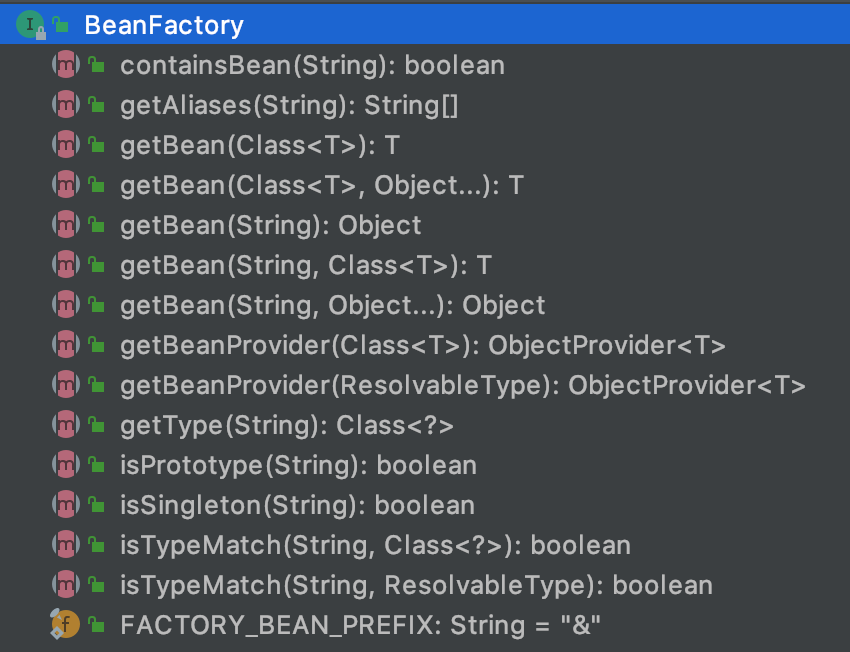 BeanFactory
containsBean(String): boolean
getAliases(String): String[]
getBean(Class<T>): T
getBean(Class<T>, Object...): T
getBean(String): Object
getBean(String, Class<T>): T
getBean(String, Object...): Object
getBeanProvider(Class<T>): ObjectProvider<T>
getBeanProvider(ResolvableType): ObjectProvider<T>
getType(String): Class<?>
isPrototype(String): boolean
isSingleton(String): boolean
isTypeMatch(String, Class<?>): boolean
isTypeMatch(String, ResolvableType): boolean
FACTORY_BEAN_PREFIX: String = "&"